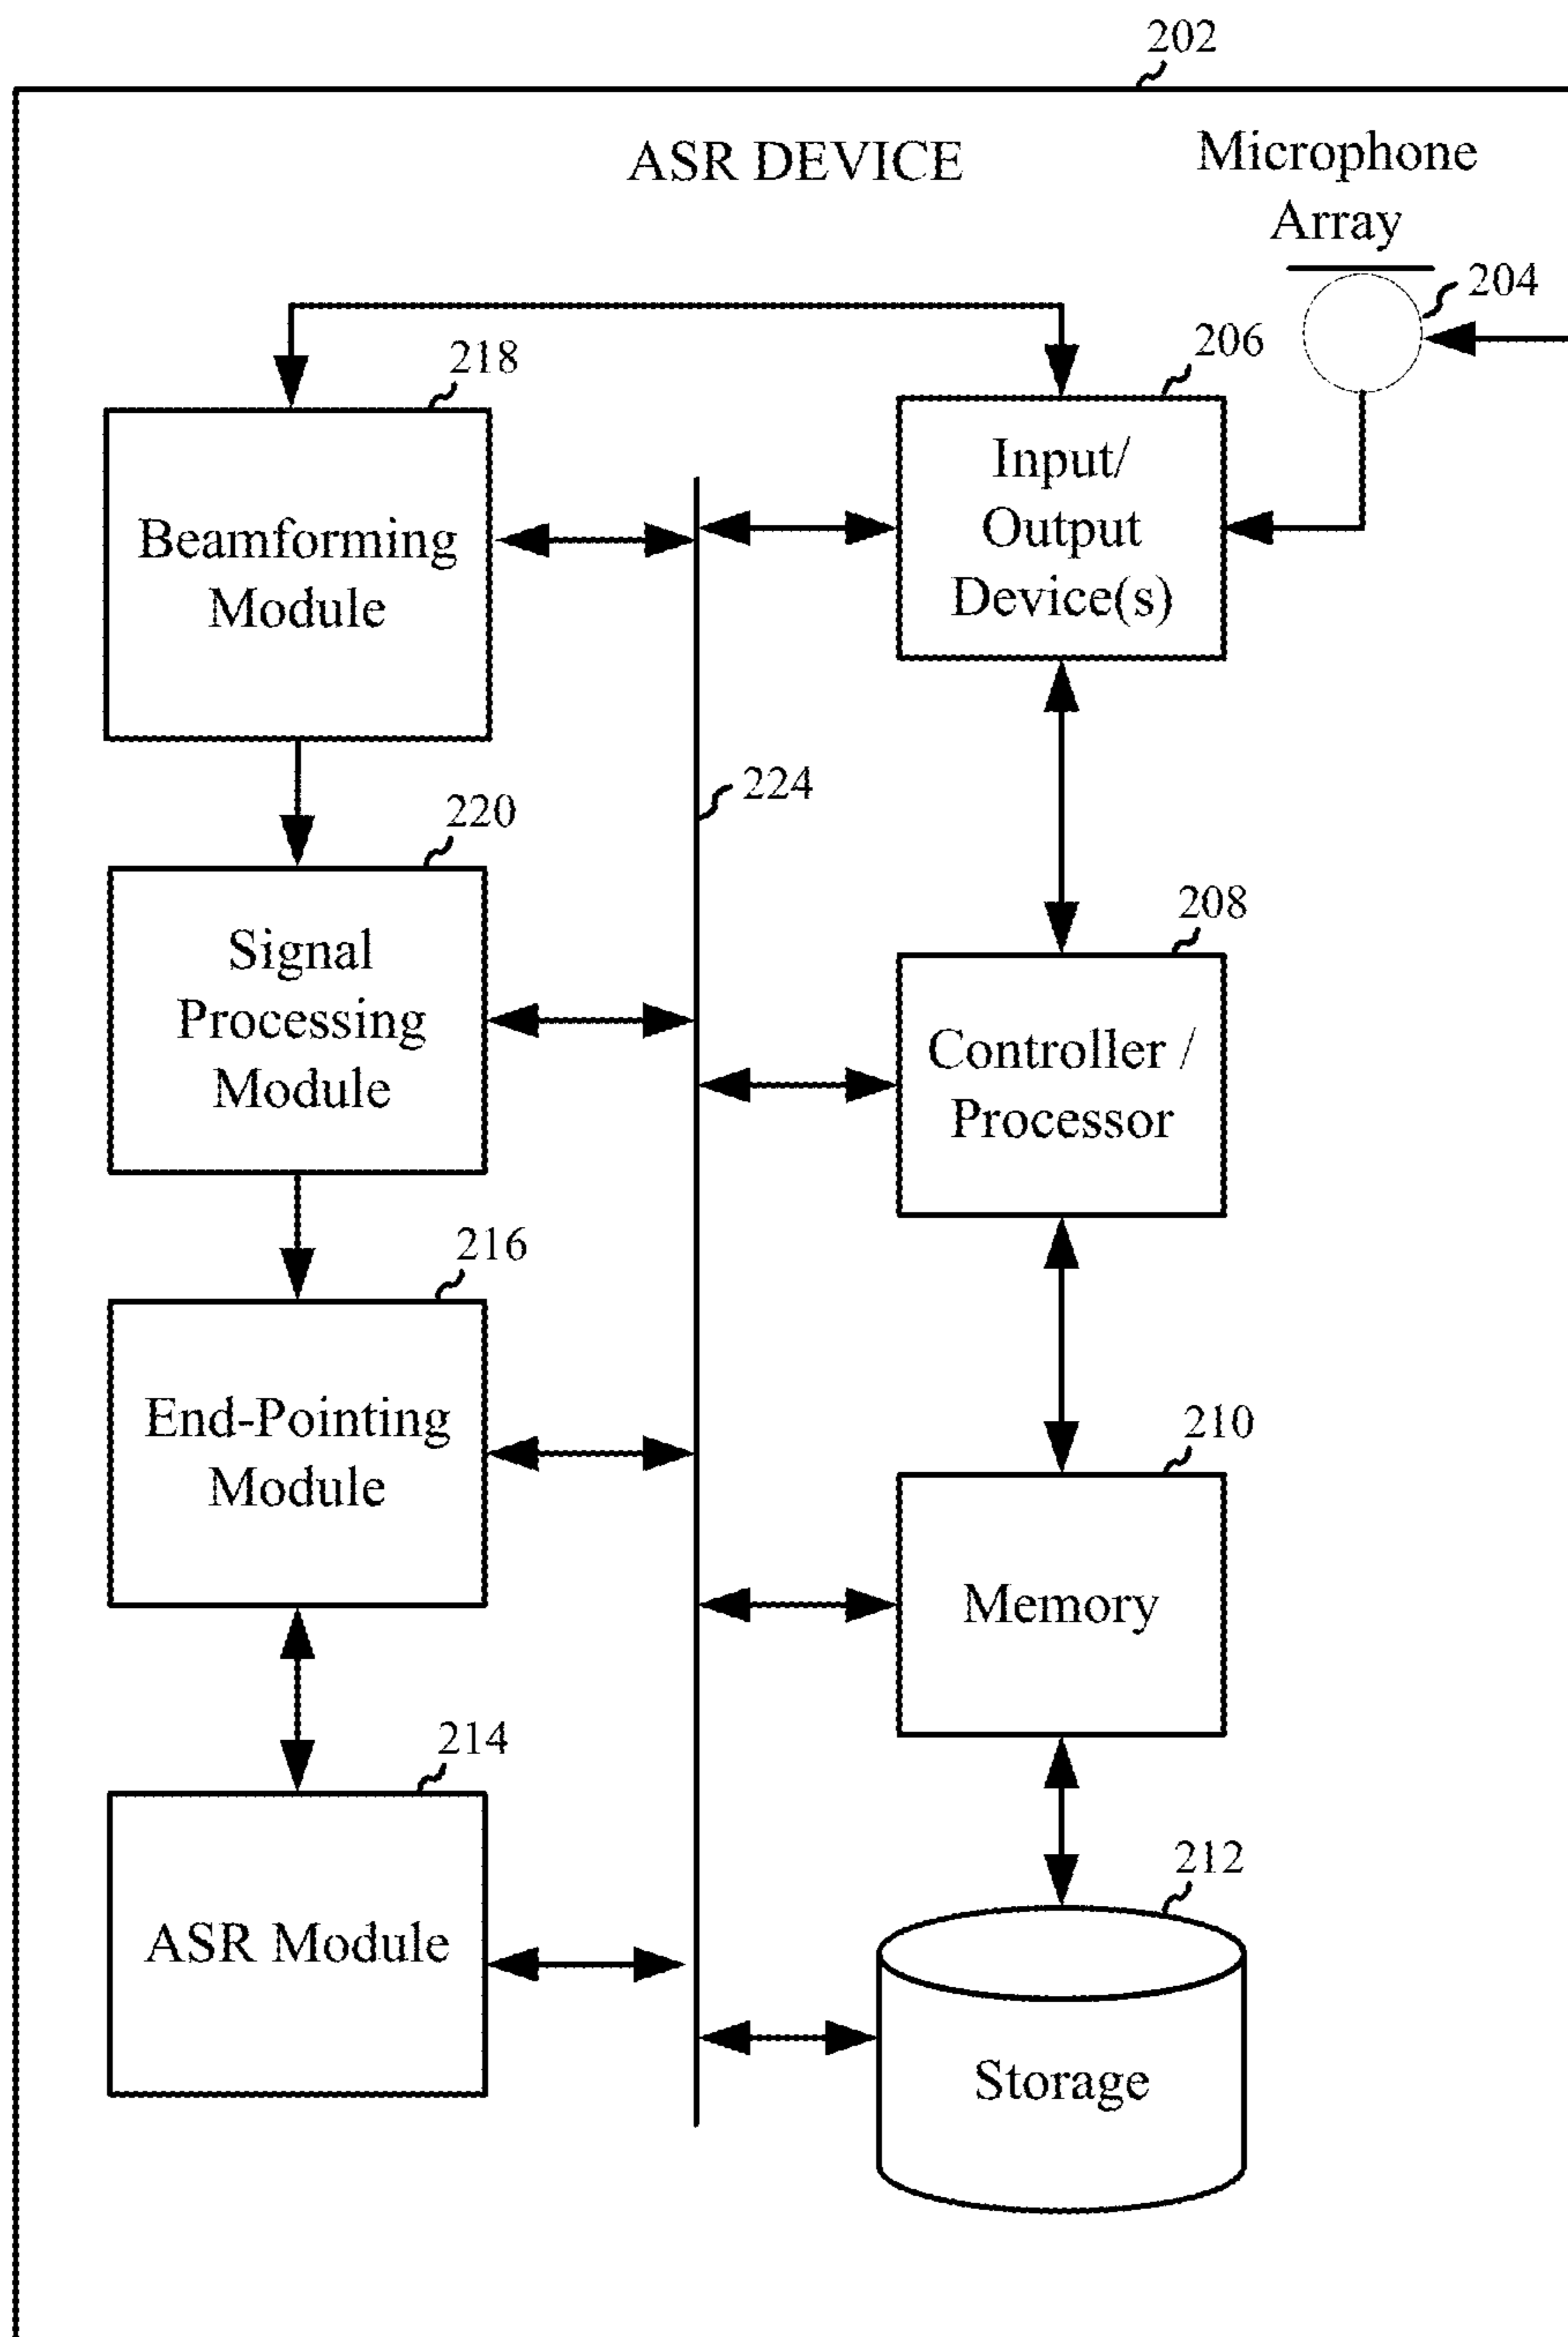 202
ASR DEVICE
Microphone
Array
204
206
218
Input/
Output
Device(s)
Beamforming
Module
224
220
208
Signal
Processing
Module
Controller /
Processor
216
210
End-Pointing
Module
Memory
214
212
ASR Module
Storage